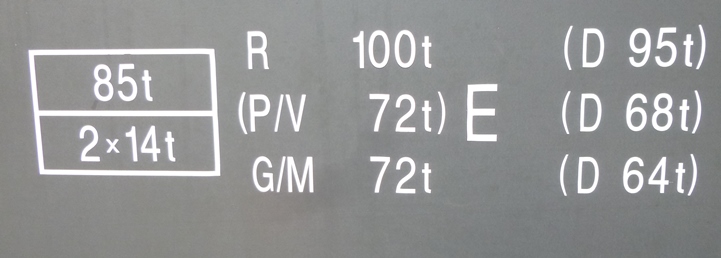 85t
2×14t
R 100t (D 95t)
(P/V 72t) E (D 68t)
G/M 72t (D 64t)